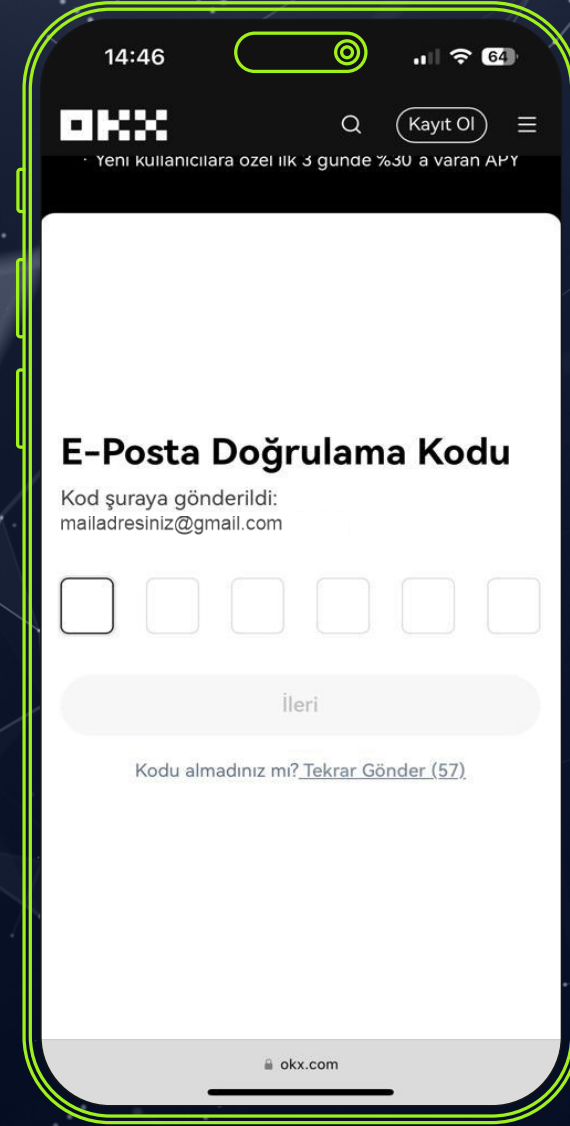 14:46
64
OKX
Kayıt Ol
· Yeni kullanıcılara özel ilk 3 günde %30'a varan APY
E-Posta Doğrulama Kodu
Kod şuraya gönderildi:
mailadresiniz@gmail.com
İleri
Kodu almadınız mı? Tekrar Gönder (57)
okx.com